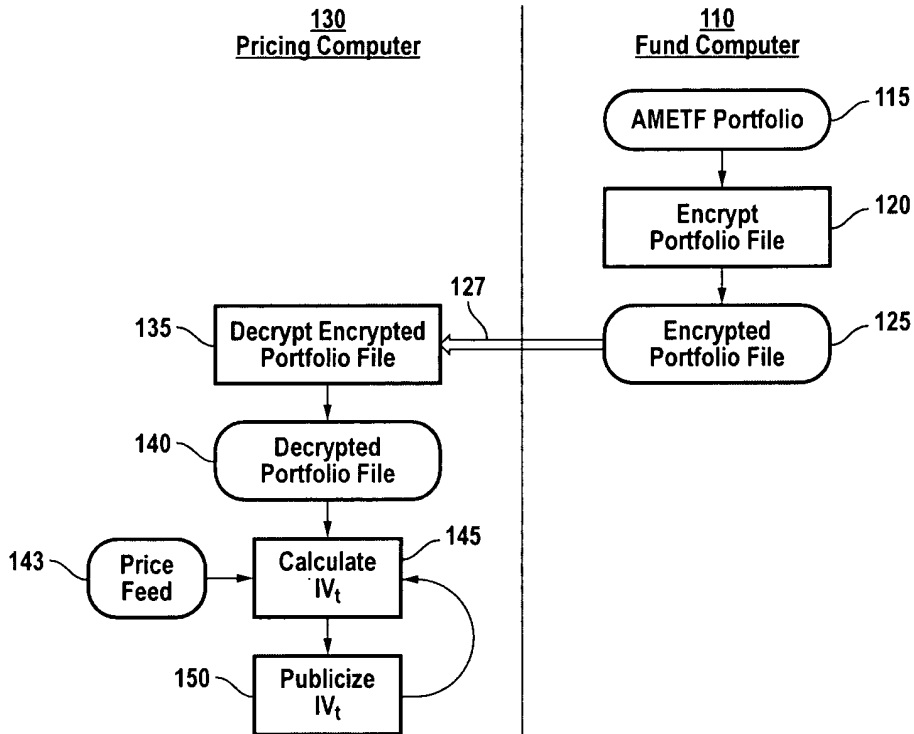 130
Pricing Computer
110
Fund Computer
AMETF Portfolio
115
Encrypt
Portfolio File
120
127
135
Decrypt Encrypted
Portfolio File
Encrypted
Portfolio File
125
140
Decrypted
Portfolio File
143
Price
Feed
Calculate
IVt
145
150
Publicize
IVt